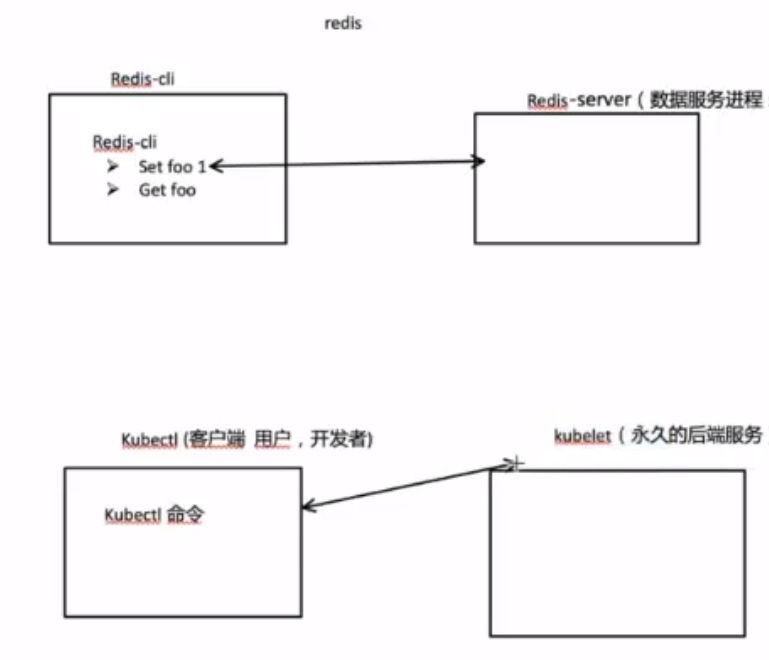 redis
Redis-cli
Redis-server（数据服务进程
Redis-cli
➢ Set foo 1
➢ Get foo
Kubectl (客户端 用户，开发者)
kubelet（永久的后端服务
Kubectl 命令